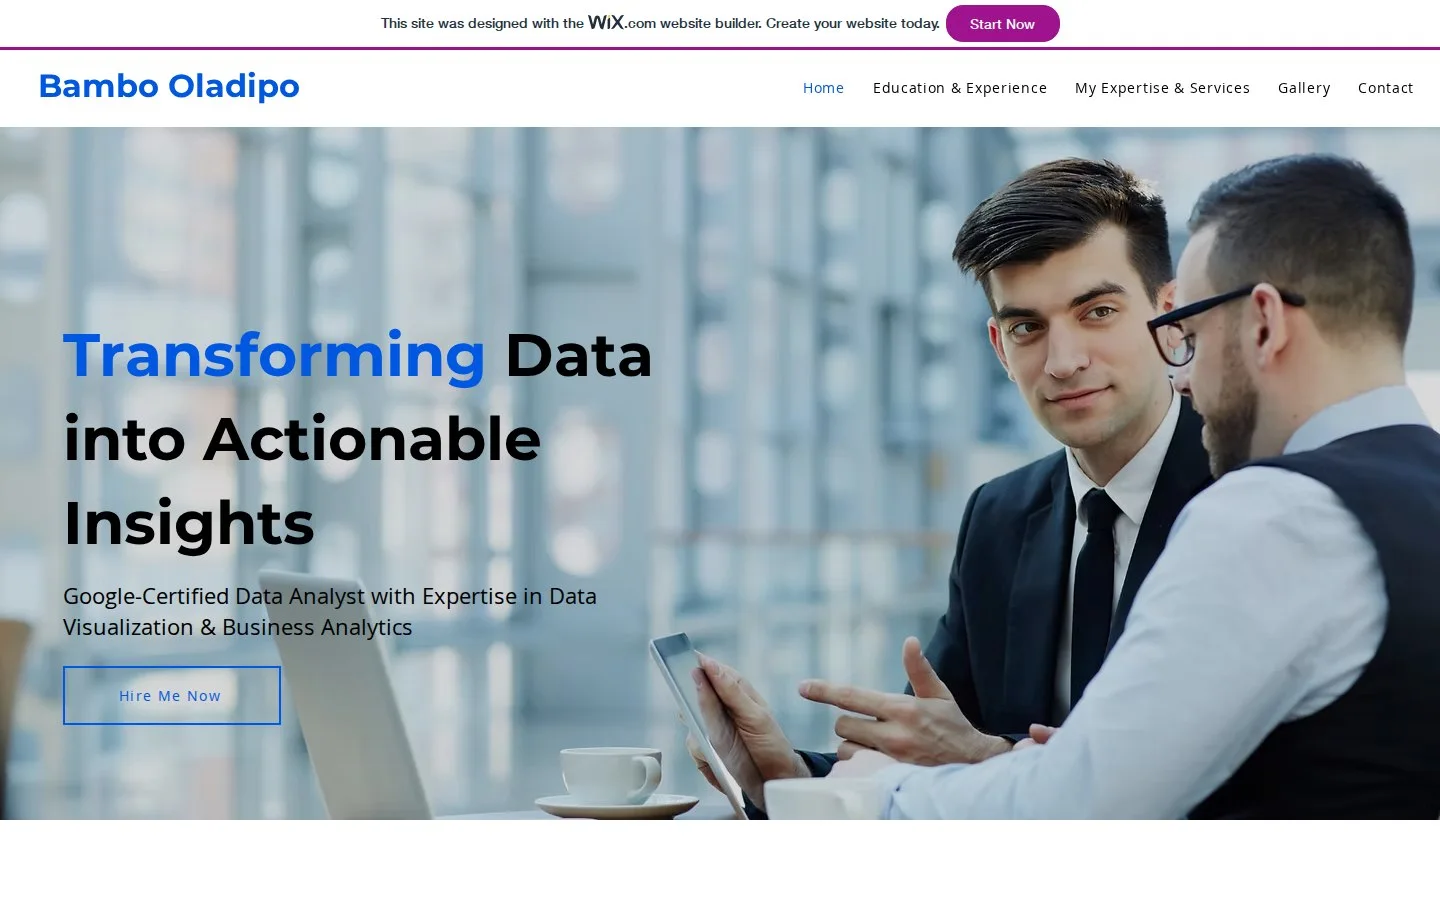 This site was designed with the WiX.com website builder. Create your website today. Start Now
Bambo Oladipo
Home Education & Experience My Expertise & Services Gallery Contact
Transforming Data
into Actionable
Insights
Google-Certified Data Analyst with Expertise in Data
Visualization & Business Analytics
Hire Me Now